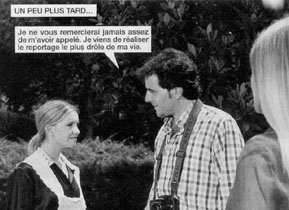 UN PEU PLUS TARD...
Je ne vous remercierai jamais assez
de m'avoir appelé. Je viens de réaliser
le reportage le plus drôle de ma vie.